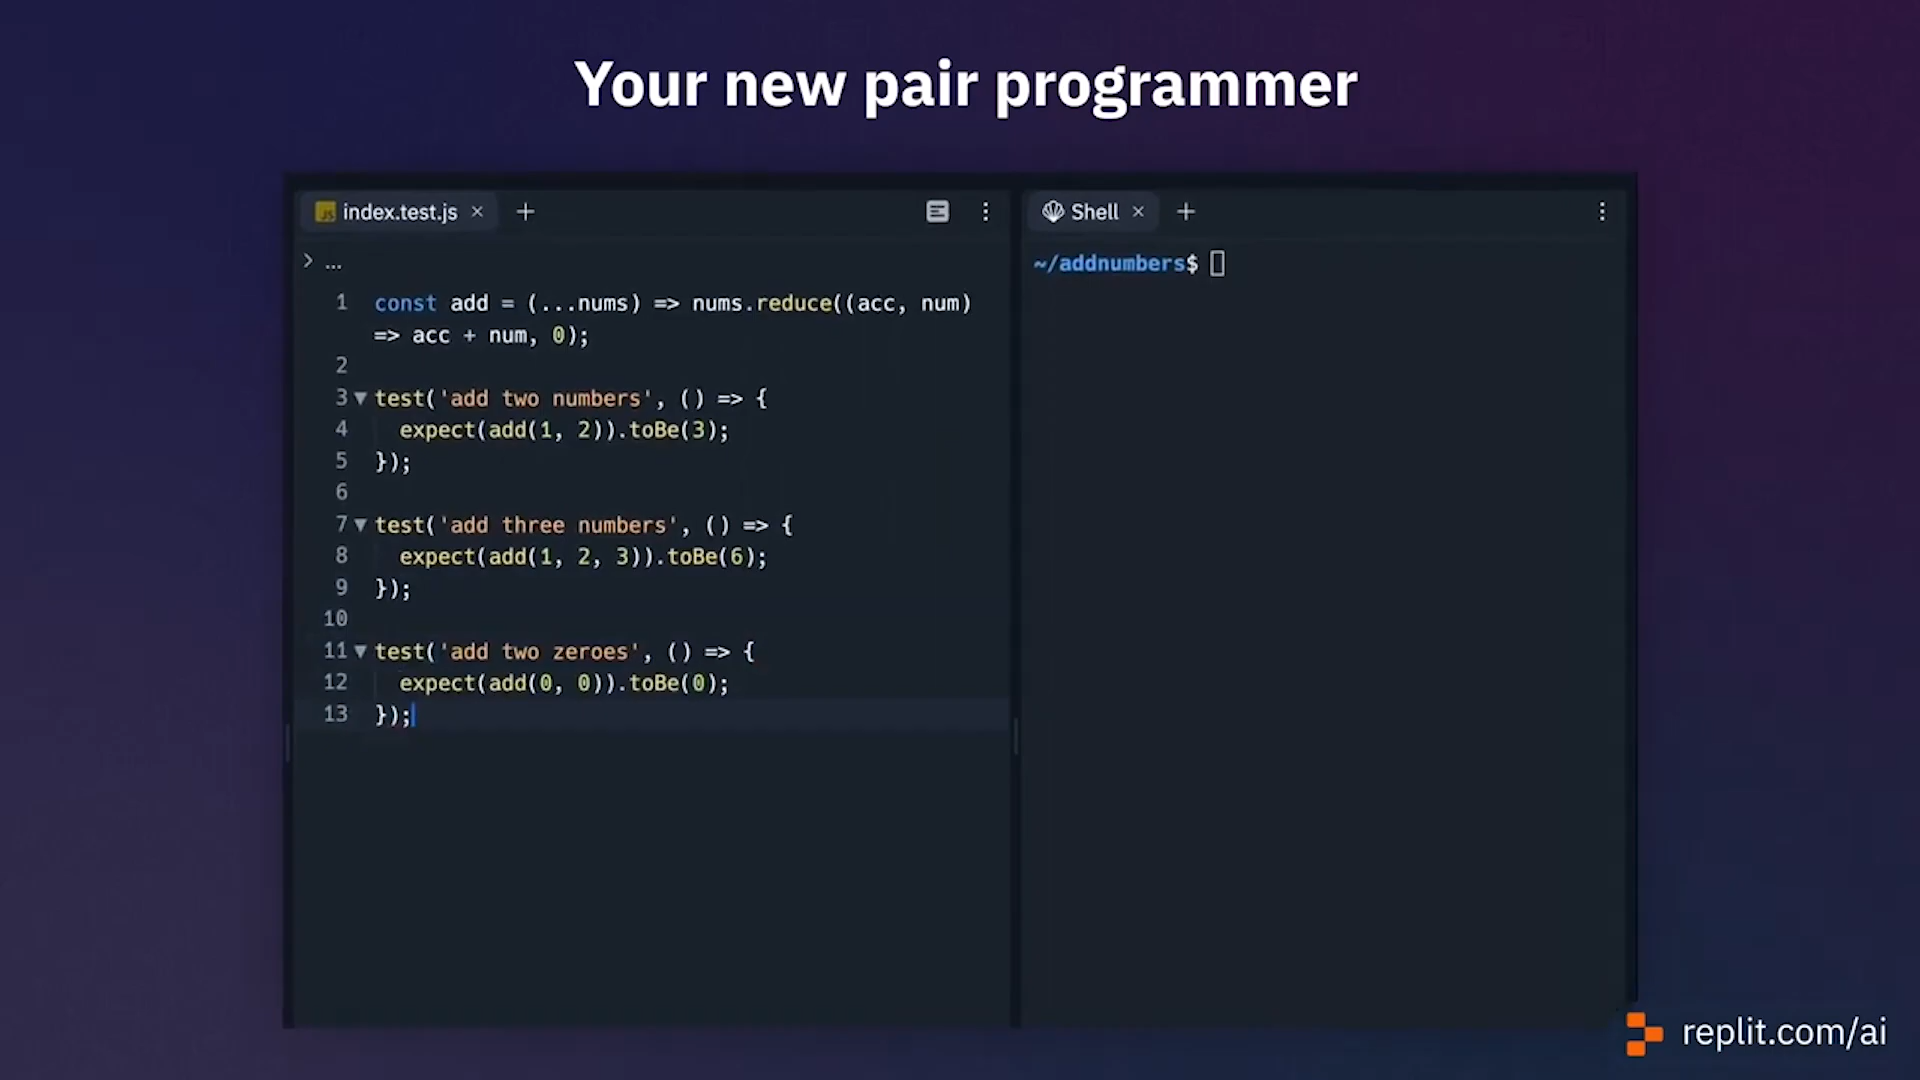 Your new pair programmer
JS index.test.js × +
Shell × +
> ...
~/addnumbers$
1 const add = (...nums) => nums.reduce((acc, num)
=> acc + num, 0);
2
3 test('add two numbers', () => {
4 expect(add(1, 2)).toBe(3);
5 });
6
7 test('add three numbers', () => {
8 expect(add(1, 2, 3)).toBe(6);
9 });
10
11 test('add two zeroes', () => {
12 expect(add(0, 0)).toBe(0);
13 });
replit.com/ai